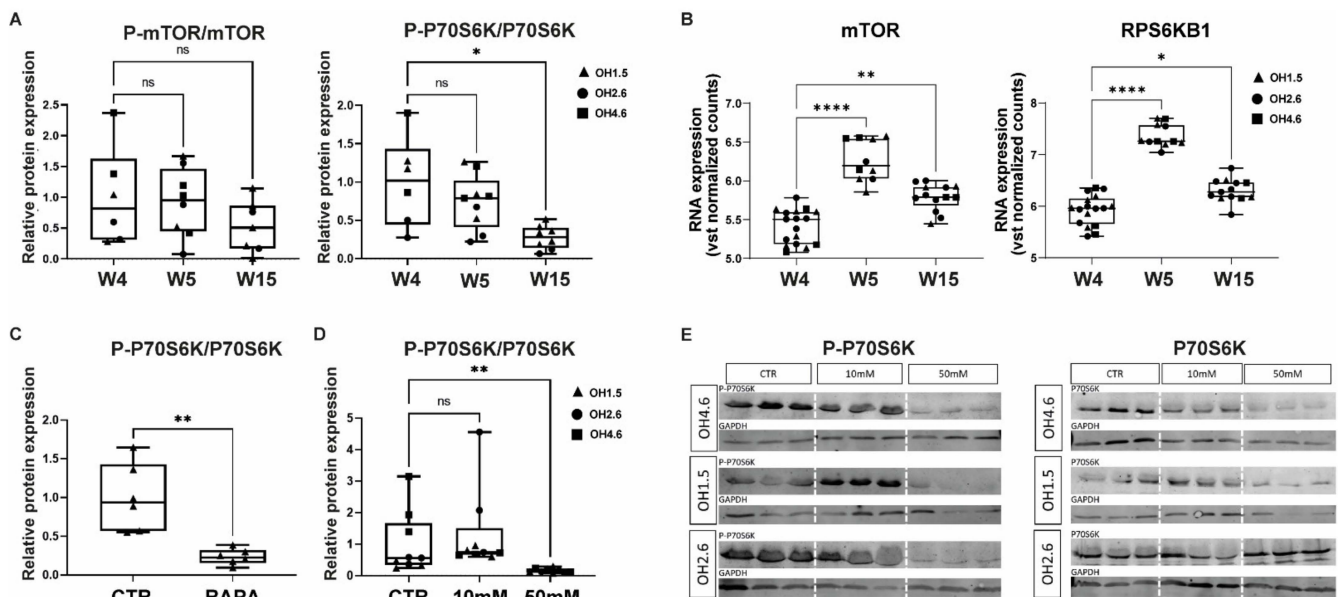 A
P-mTOR/mTOR
Relative protein expression
ns
ns
2.5
2.0
1.5
1.0
0.5
0.0
W4
W5
W15
P-P70S6K/P70S6K
Relative protein expression
*
ns
2.0
1.5
1.0
0.5
0.0
W4
W5
W15
OH1.5
OH2.6
OH4.6
B
mTOR
RNA expression
(vst normalized counts)
**
****
7.0
6.5
6.0
5.5
5.0
W4
W5
W15
RPS6KB1
RNA expression
(vst normalized counts)
*
****
8
7
6
5
W4
W5
W15
OH1.5
OH2.6
OH4.6
C
P-P70S6K/P70S6K
Relative protein expression
**
2.0
1.5
1.0
0.5
0.0
CTR
RAPA
D
P-P70S6K/P70S6K
Relative protein expression
**
ns
5
4
3
2
1
0
CTR
10mM
50mM
OH1.5
OH2.6
OH4.6
E
P-P70S6K
CTR
10mM
50mM
OH4.6
P-P70S6K
GAPDH
OH1.5
P-P70S6K
GAPDH
OH2.6
P-P70S6K
GAPDH
P70S6K
CTR
10mM
50mM
OH4.6
P70S6K
GAPDH
OH1.5
P70S6K
GAPDH
OH2.6
P70S6K
GAPDH